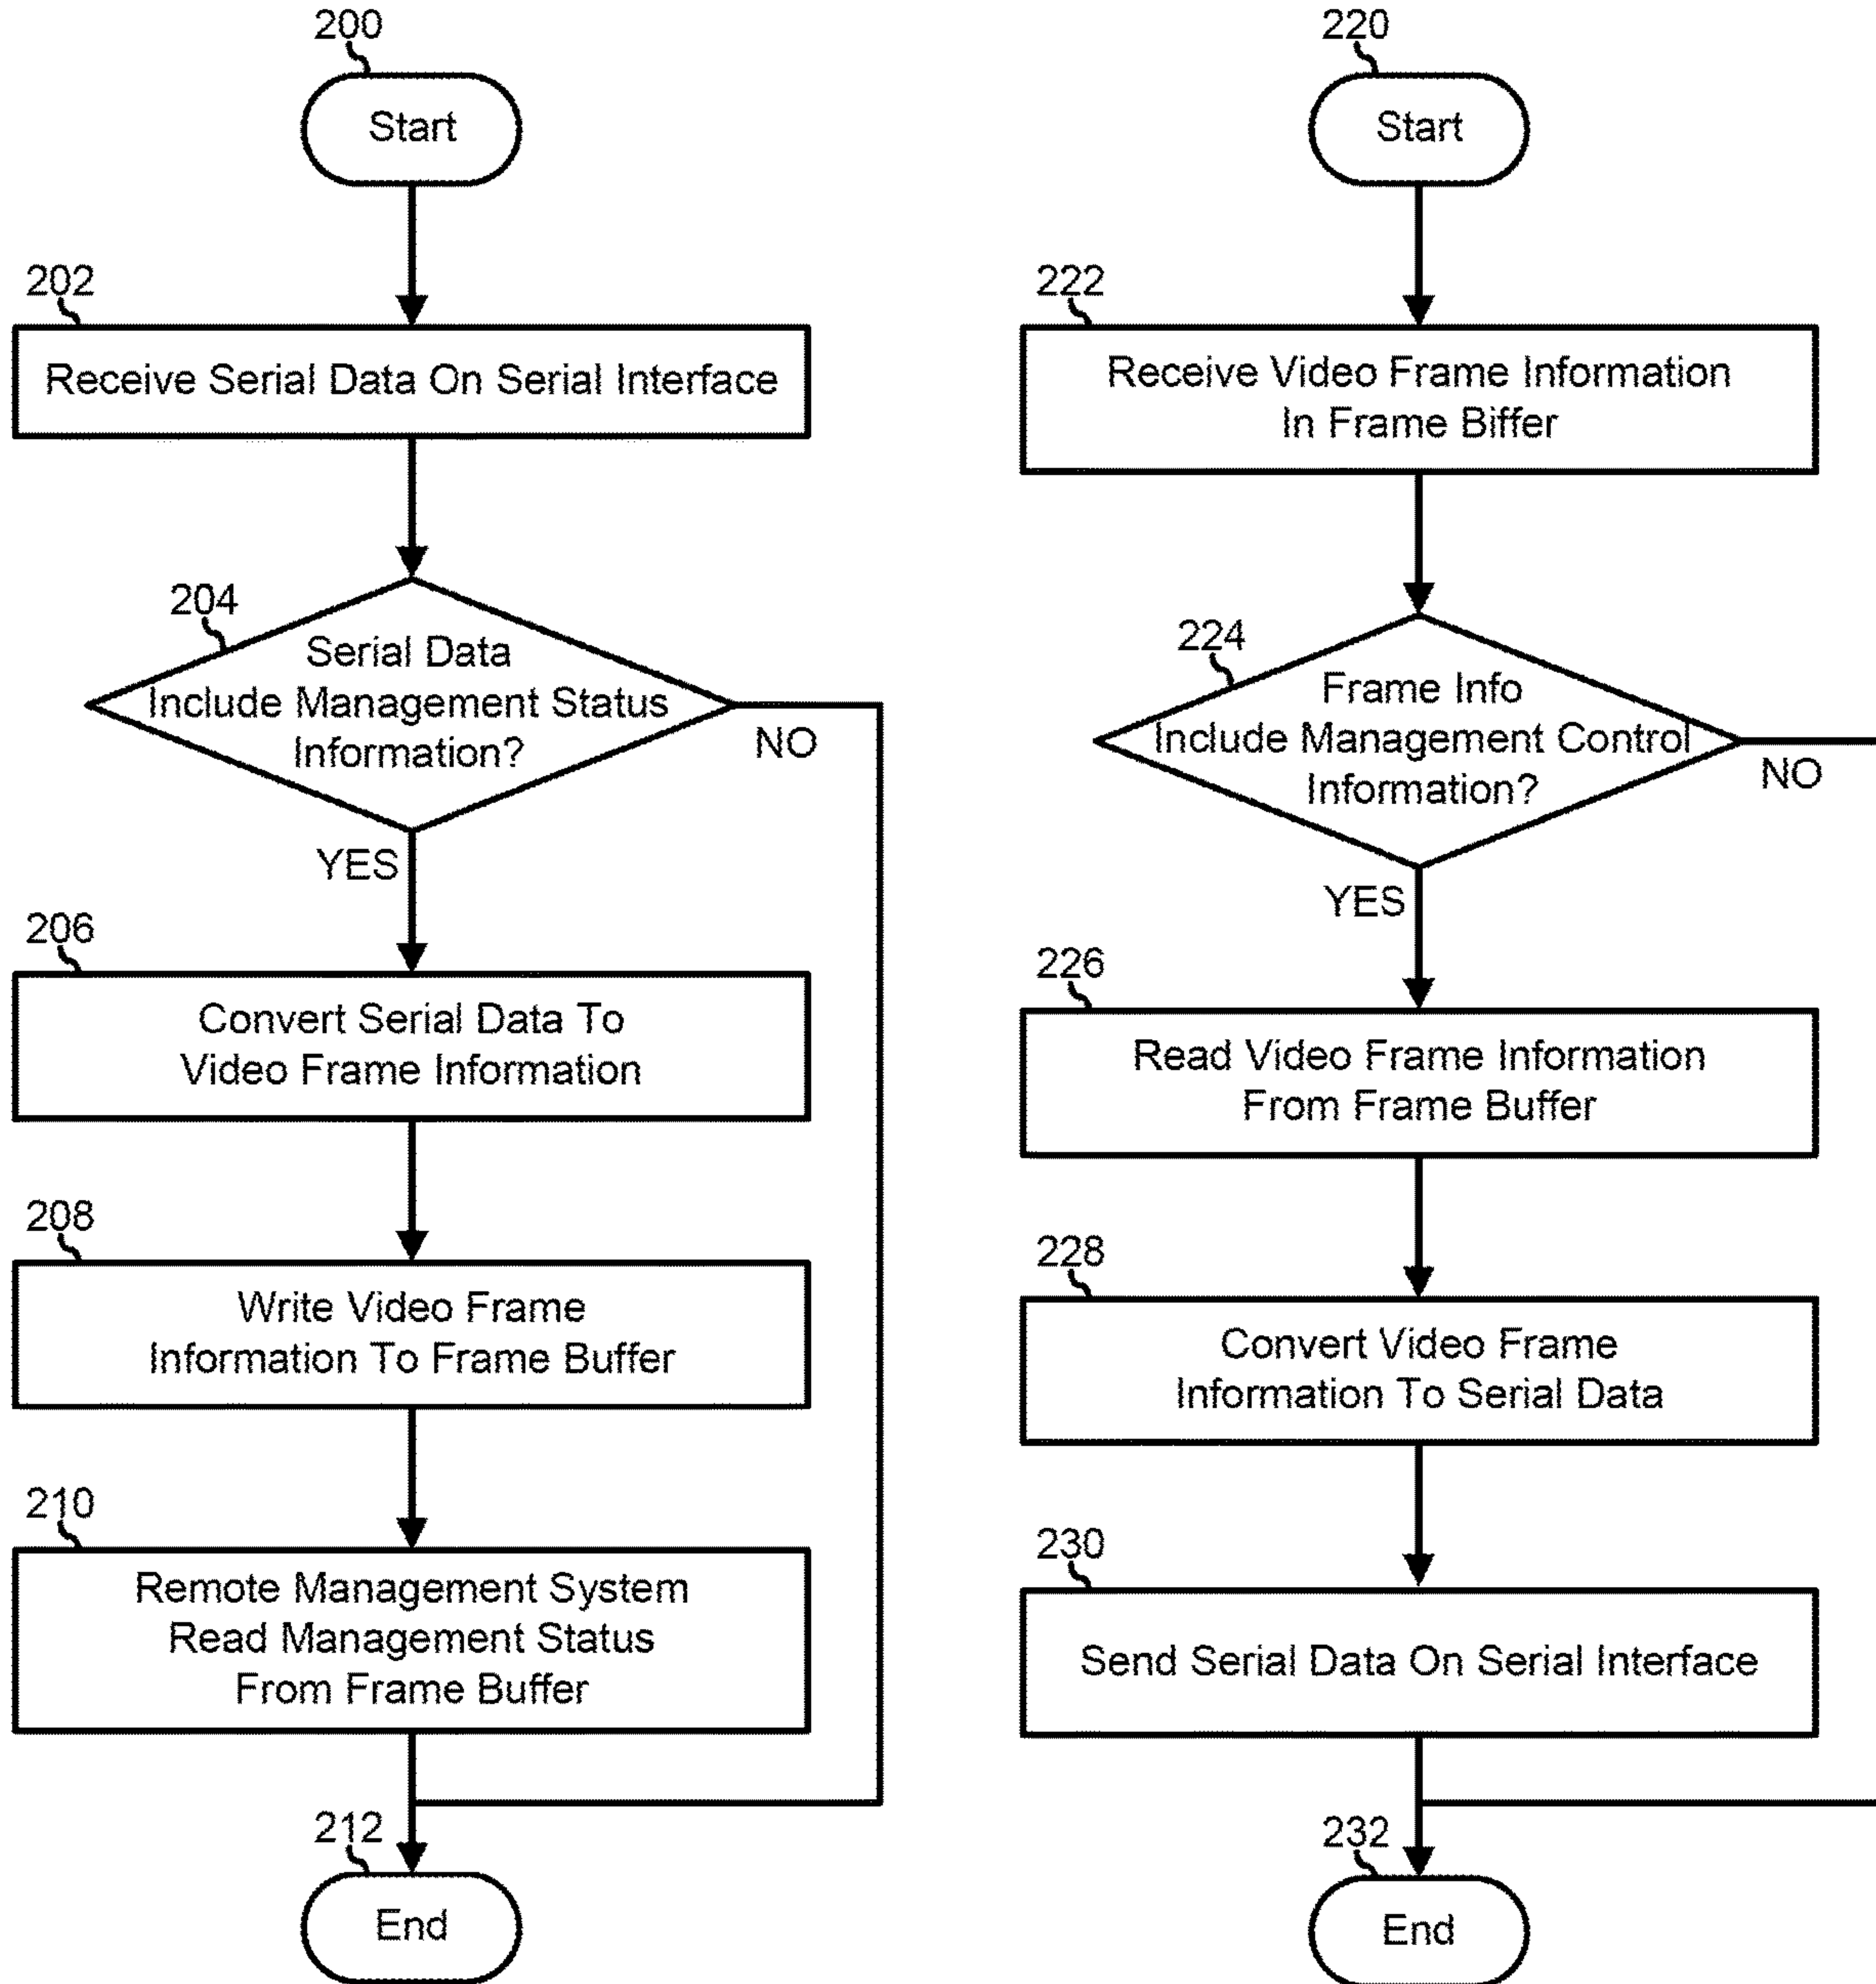 200
Start
202
Receive Serial Data On Serial Interface
204
Serial Data
Include Management Status
Information?
NO
YES
206
Convert Serial Data To
Video Frame Information
208
Write Video Frame
Information To Frame Buffer
210
Remote Management System
Read Management Status
From Frame Buffer
212
End
220
Start
222
Receive Video Frame Information
In Frame Biffer
224
Frame Info
Include Management Control
Information?
NO
YES
226
Read Video Frame Information
From Frame Buffer
228
Convert Video Frame
Information To Serial Data
230
Send Serial Data On Serial Interface
232
End